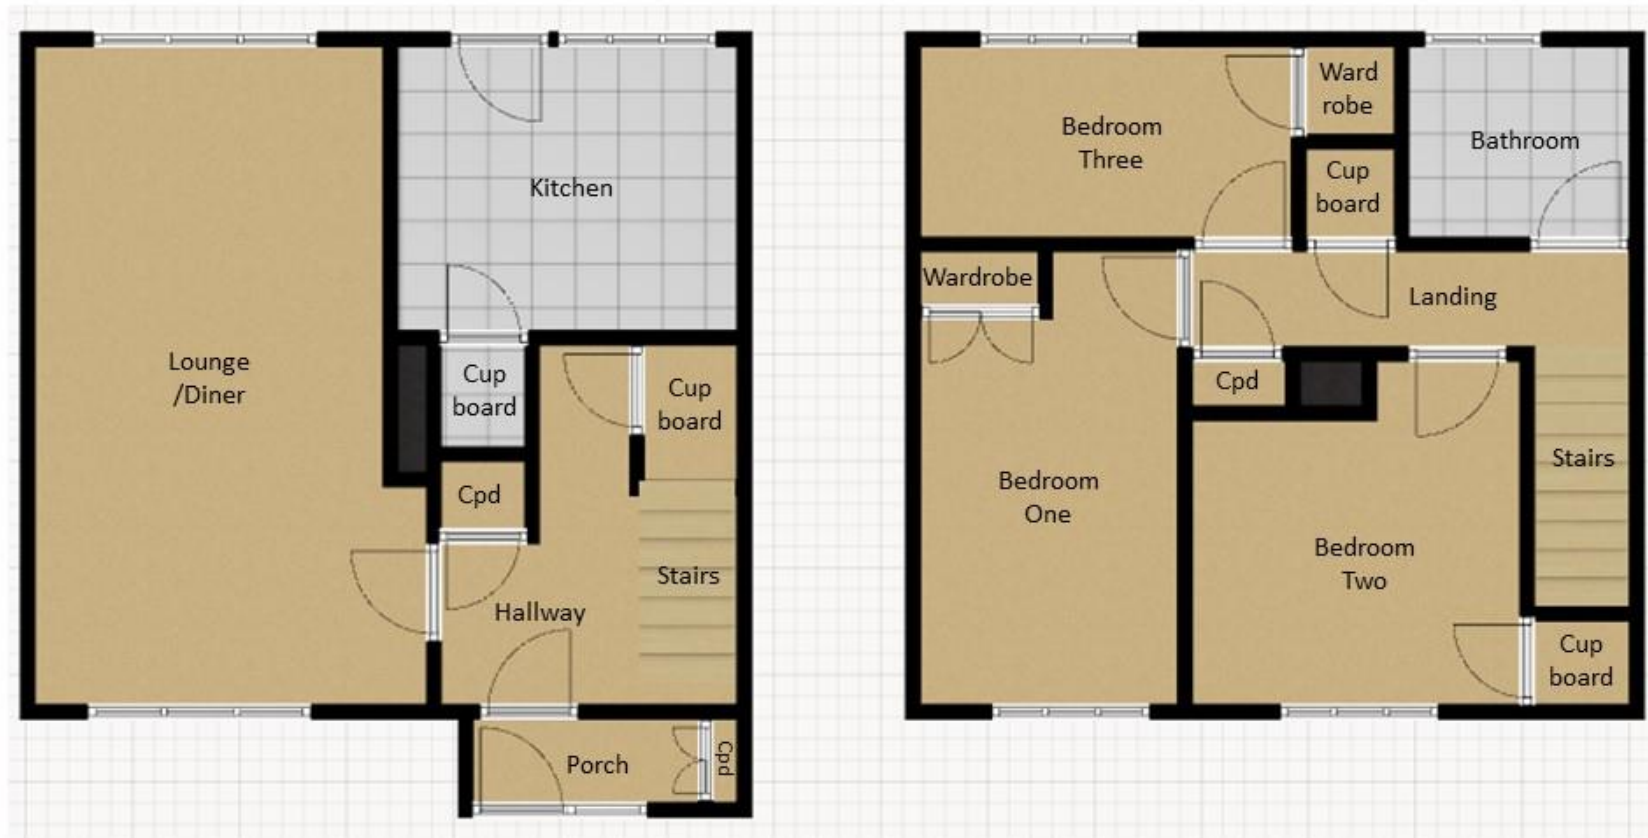 Lounge
/Diner
Kitchen
Cup
board
Cpd
Cup
board
Stairs
Hallway
Porch
Cpd
Bedroom
Three
Ward
robe
Cup
board
Bathroom
Wardrobe
Landing
Cpd
Bedroom
One
Bedroom
Two
Stairs
Cup
board